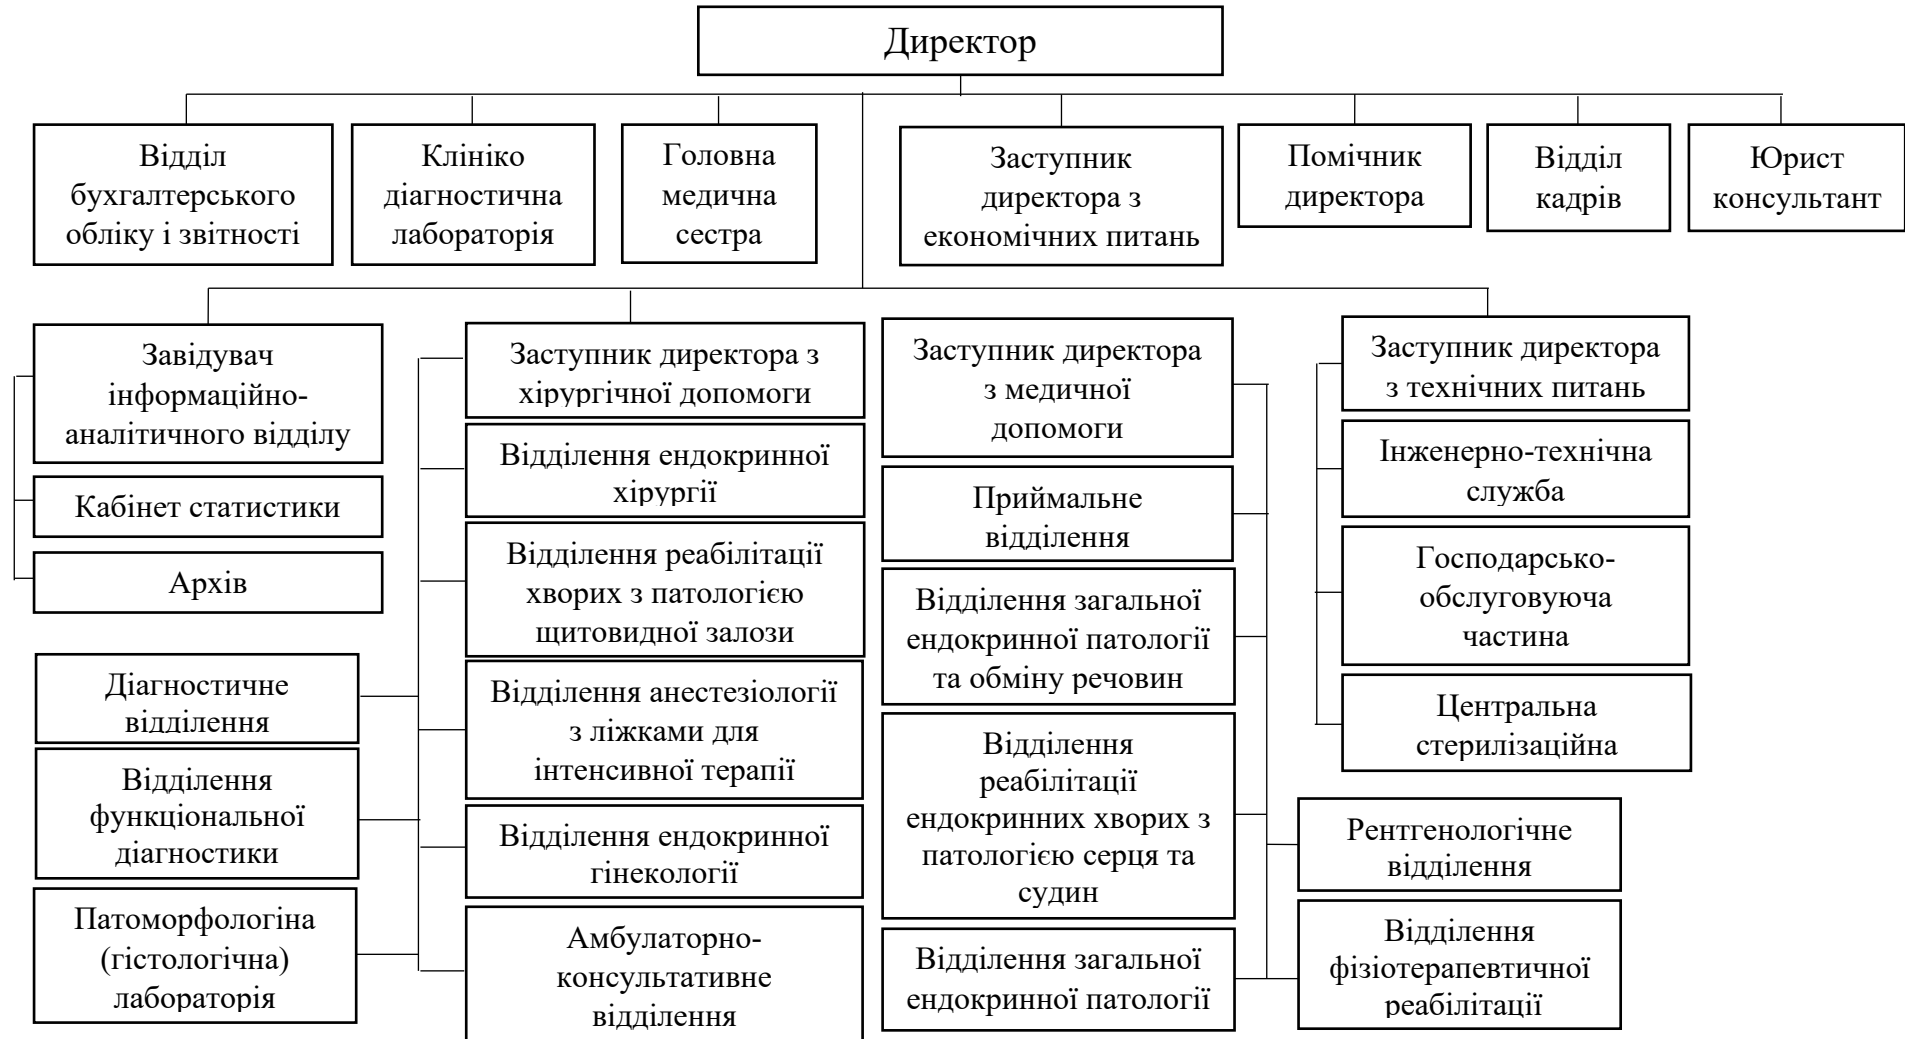 Директор
Відділ
бухгалтерського
обліку і звітності
Клініко
діагностична
лабораторія
Головна
медична
сестра
Заступник
директора з
економічних питань
Помічник
директора
Відділ
кадрів
Юрист
консультант
Завідувач
інформаційно-
аналітичного відділу
Кабінет статистики
Архів
Діагностичне
відділення
Відділення
функціональної
діагностики
Патоморфологіна
(гістологічна)
лабораторія
Заступник директора з
хірургічної допомоги
Відділення ендокринної
хірургії
Відділення реабілітації
хворих з патологією
щитовидної залози
Відділення анестезіології
з ліжками для
інтенсивної терапії
Відділення ендокринної
гінекології
Амбулаторно-
консультативне
відділення
Заступник директора
з медичної
допомоги
Приймальне
відділення
Відділення загальної
ендокринної патології
та обміну речовин
Відділення
реабілітації
ендокринних хворих з
патологією серця та
судин
Відділення загальної
ендокринної патології
Заступник директора
з технічних питань
Інженерно-технічна
служба
Господарсько-
обслуговуюча
частина
Центральна
стерилізаційна
Рентгенологічне
відділення
Відділення
фізіотерапевтичної
реабілітації